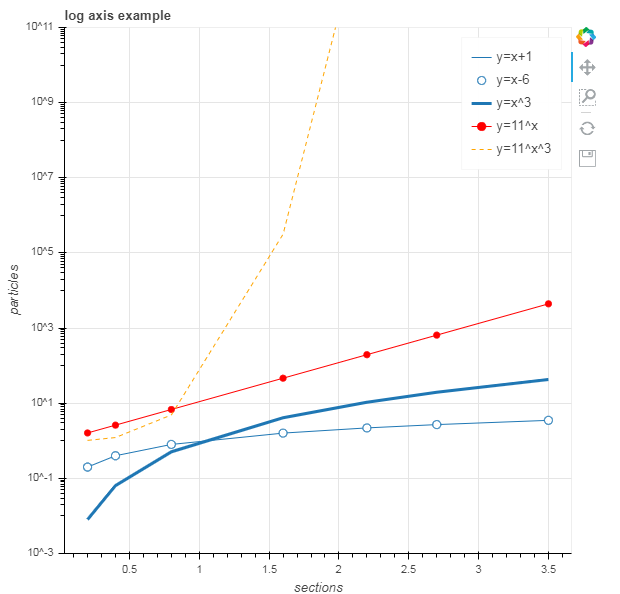 log axis example
10^11
10^9
10^7
10^5
10^3
10^1
10^-1
10^-3
particles
y=x+1
y=x-6
y=x^3
y=11^x
y=11^x^3
0.5
1
1.5
2
2.5
3
3.5
sections